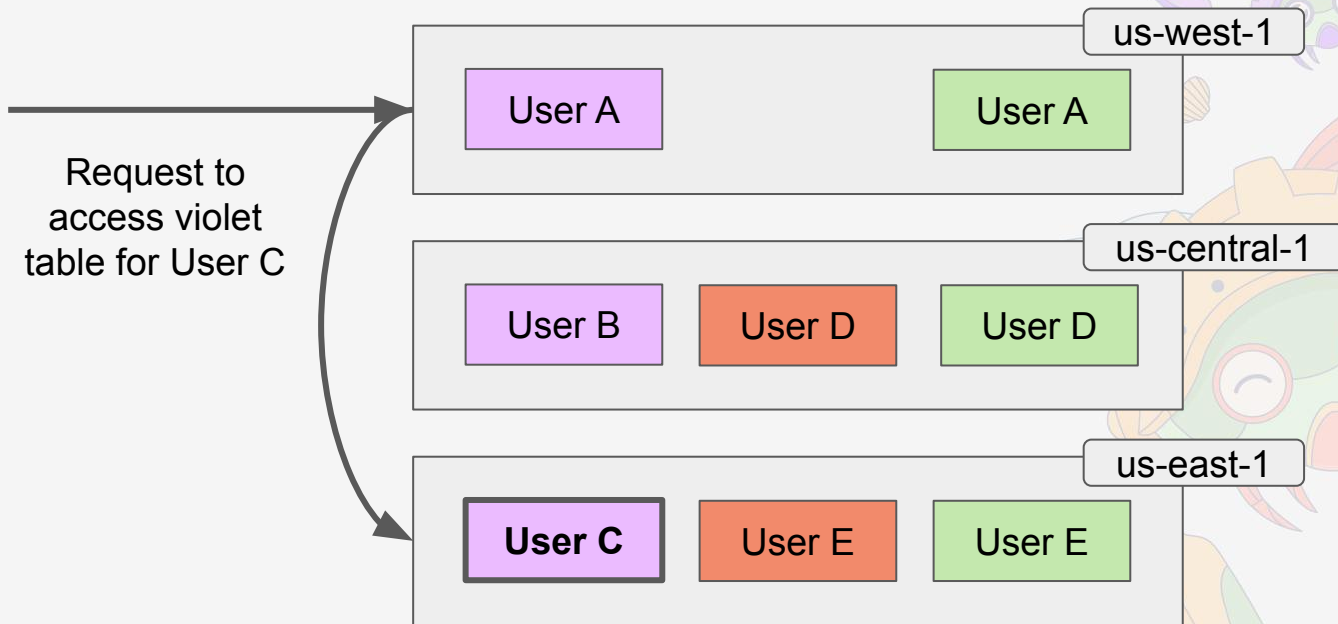 us-west-1
User A
User A
Request to
access violet
table for User C
us-central-1
User B
User D
User D
us-east-1
User C
User E
User E